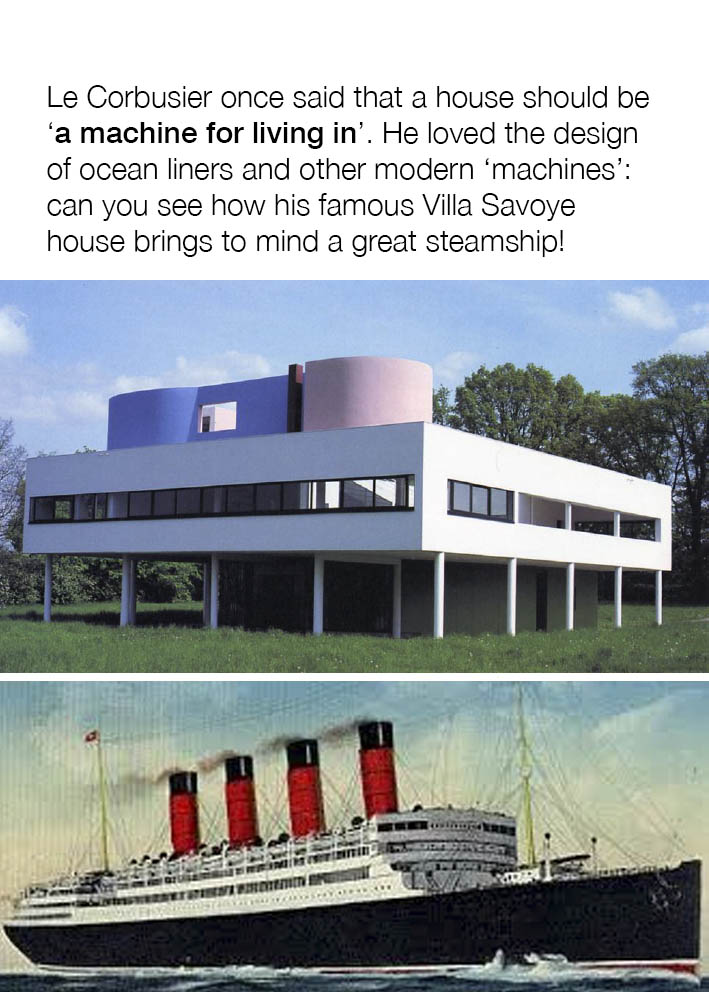 Le Corbusier once said that a house should be
‘a machine for living in’. He loved the design
of ocean liners and other modern ‘machines’:
can you see how his famous Villa Savoye
house brings to mind a great steamship!